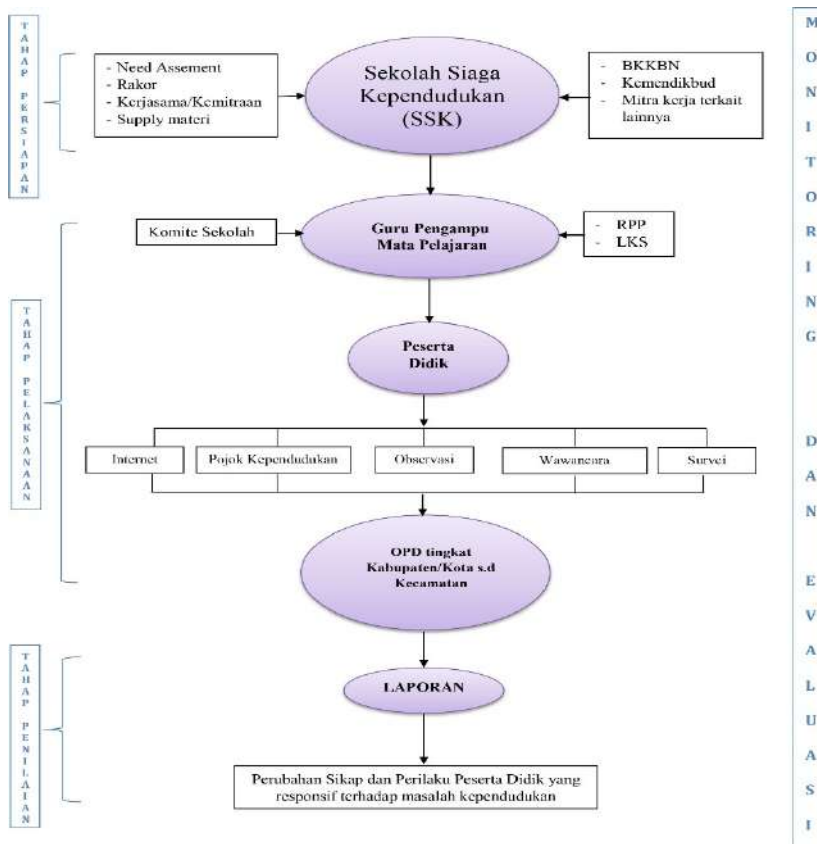 TAHAP PERSIAPAN
- Need Assement
- Rakor
- Kerjasama/Kemitraan
- Supply materi
Sekolah Siaga
Kependudukan
(SSK)
- BKKBN
- Kemendikbud
- Mitra kerja terkait
lainnya
TAHAP PELAKSANAAN
Komite Sekolah
Guru Pengampu
Mata Pelajaran
- RPP
- LKS
Peserta
Didik
Internet
Pojok Kependudukan
Observasi
Wawancara
Survei
OPD tingkat
Kabupaten/Kota s.d
Kecamatan
TAHAP PENILAIAN
LAPORAN
Perubahan Sikap dan Perilaku Peserta Didik yang
responsif terhadap masalah kependudukan
MONITORING DAN EVALUASI